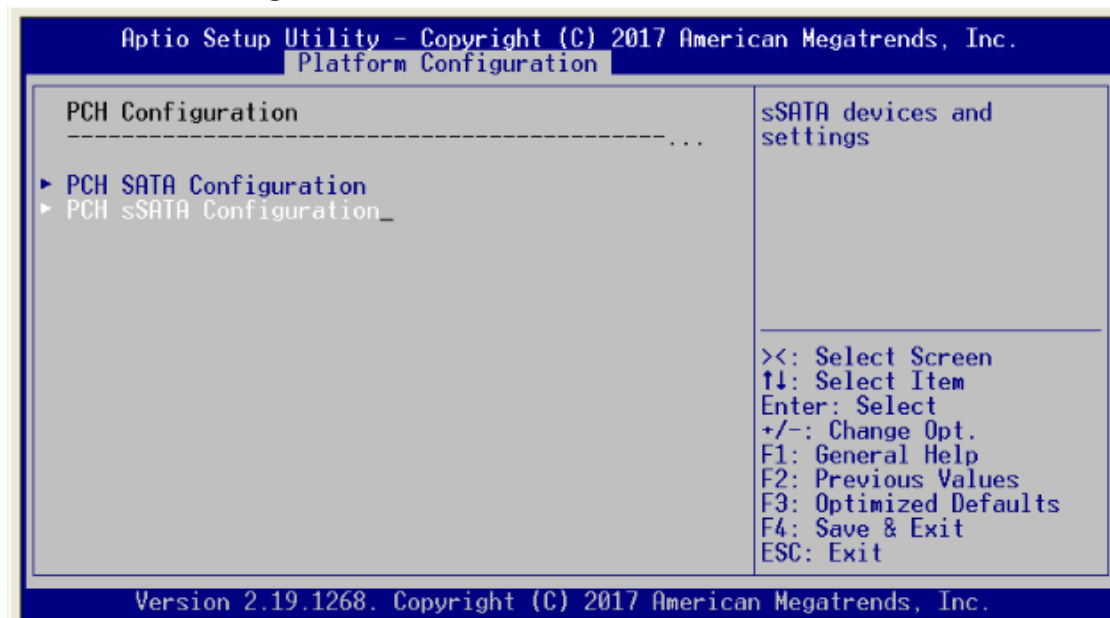 Aptio Setup Utility – Copyright (C) 2017 American Megatrends, Inc.
Platform Configuration
PCH Configuration
--------------------------------------------...
► PCH SATA Configuration
► PCH sSATA Configuration_
sSATA devices and
settings
><: Select Screen
↑↓: Select Item
Enter: Select
+/-: Change Opt.
F1: General Help
F2: Previous Values
F3: Optimized Defaults
F4: Save & Exit
ESC: Exit
Version 2.19.1268. Copyright (C) 2017 American Megatrends, Inc.